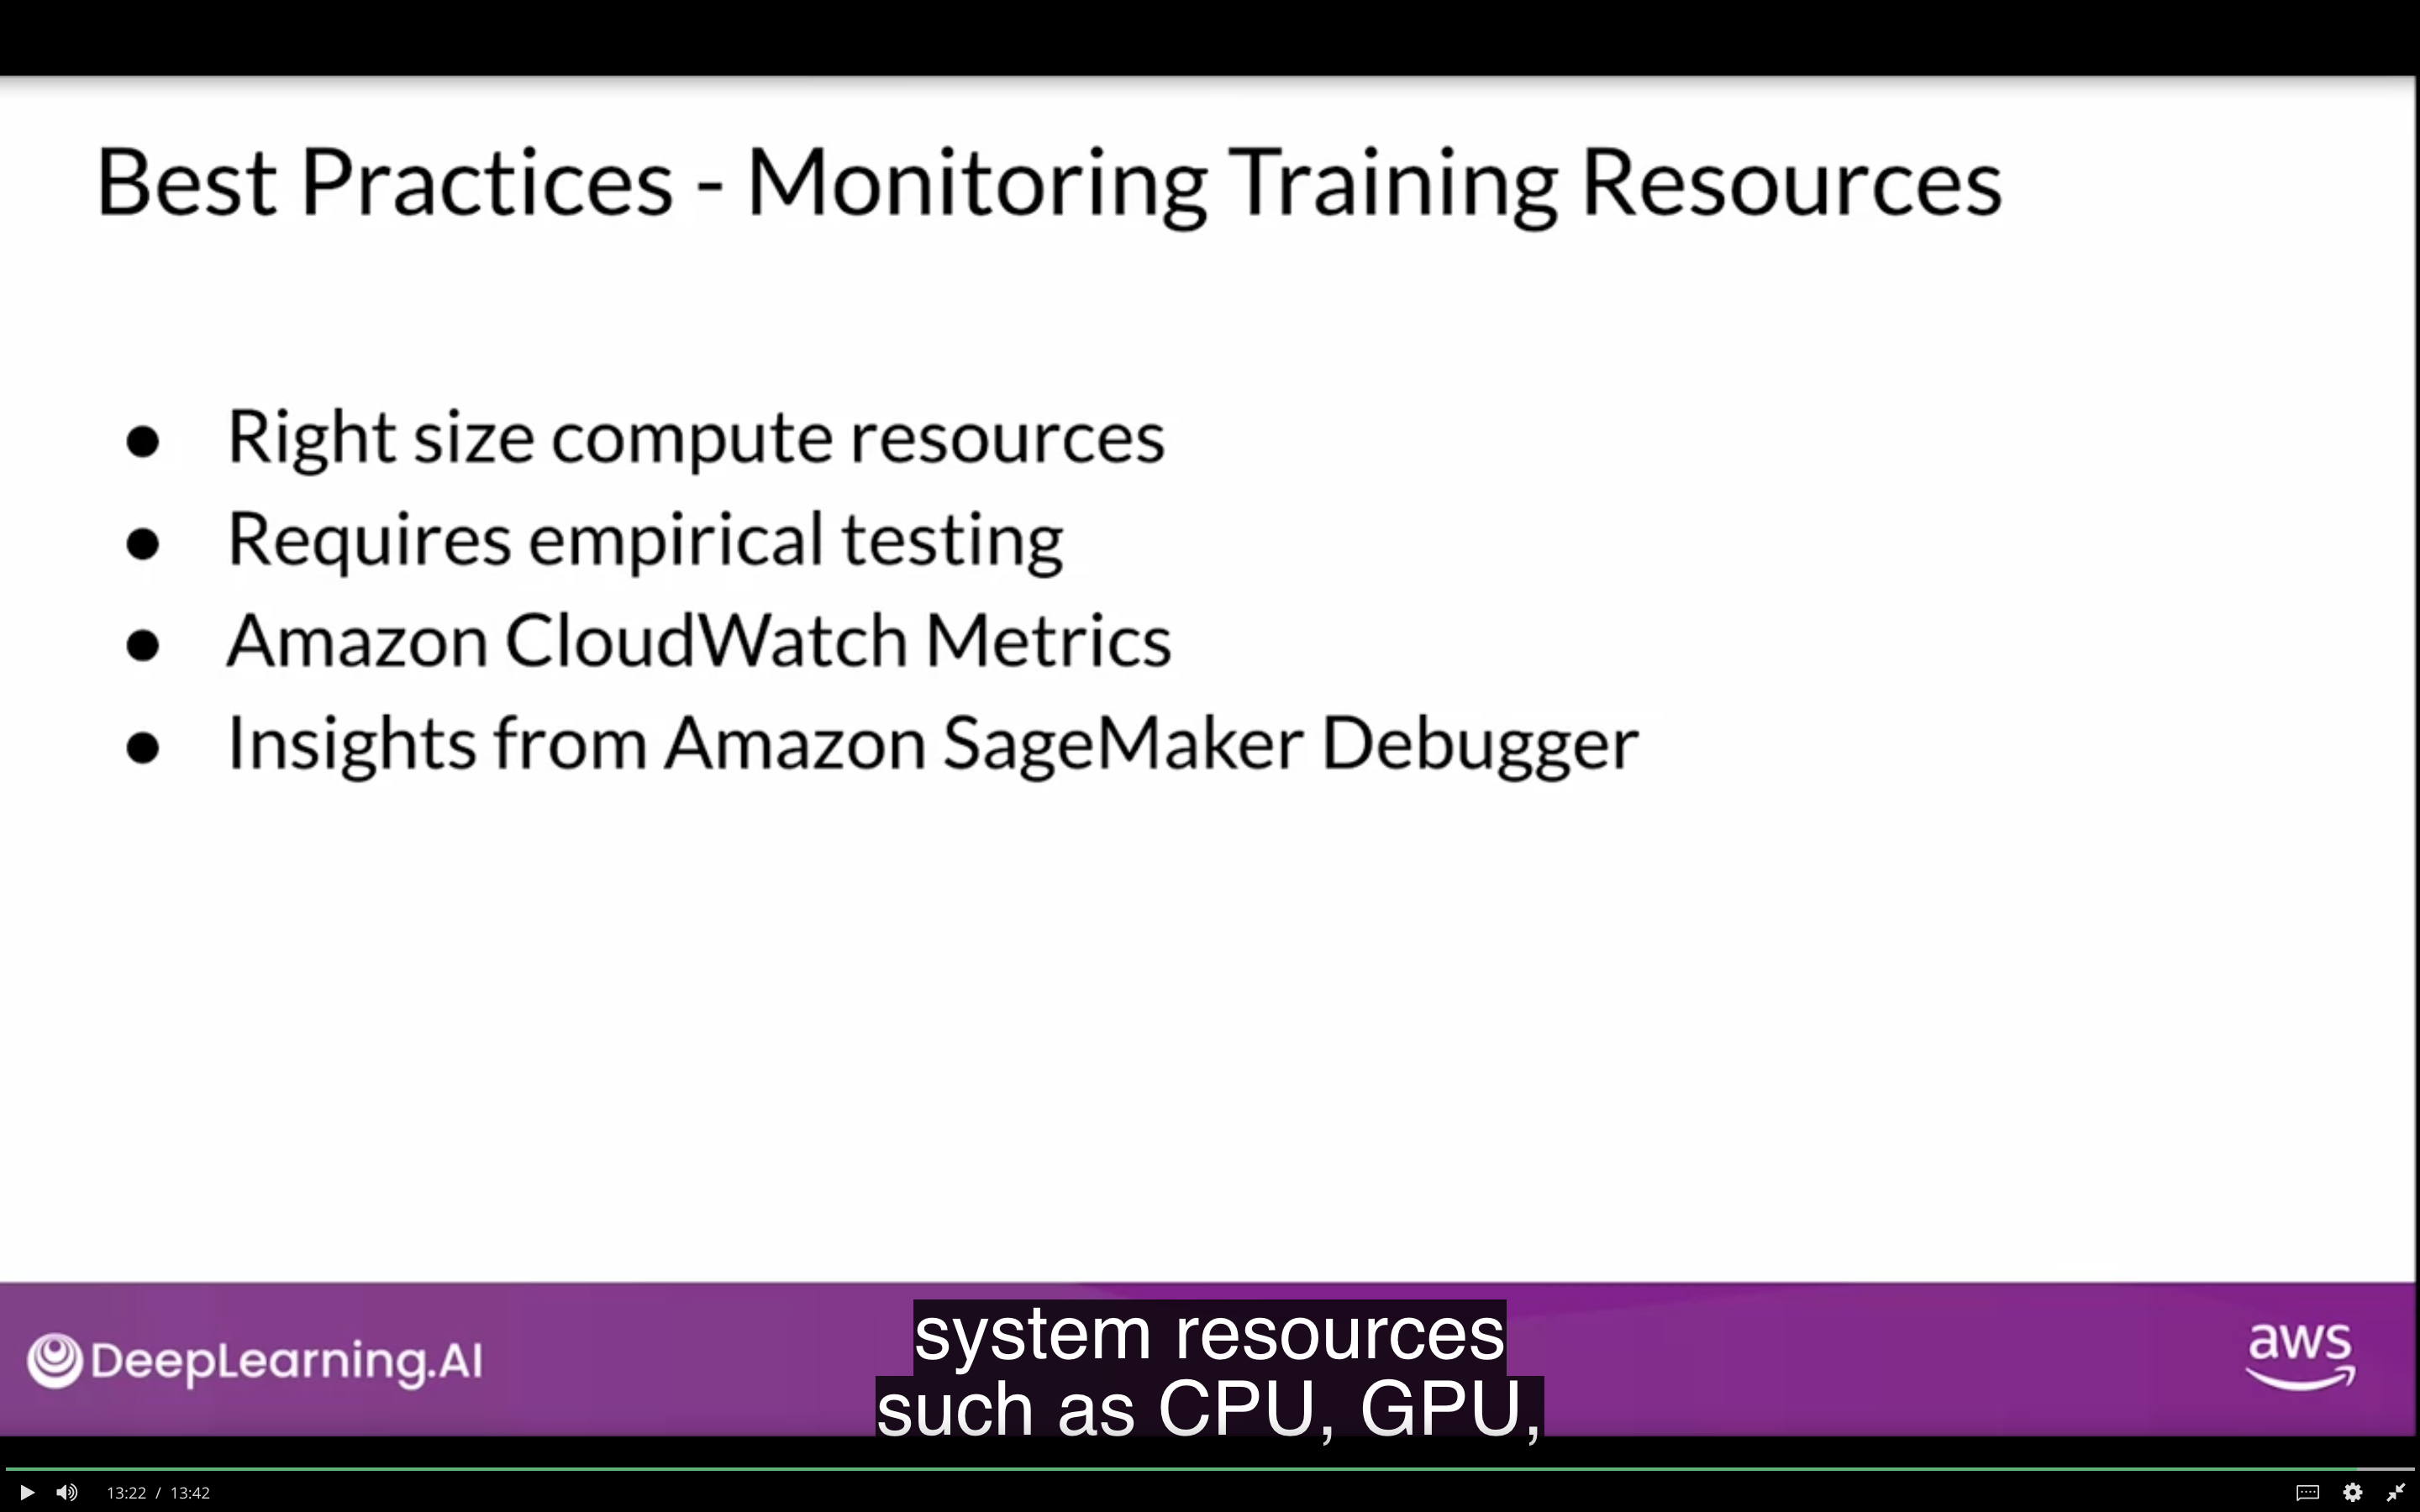 Best Practices - Monitoring Training Resources
● Right size compute resources
● Requires empirical testing
● Amazon CloudWatch Metrics
● Insights from Amazon SageMaker Debugger
DeepLearning.AI
system resources
such as CPU, GPU,
aws
13:22 / 13:42